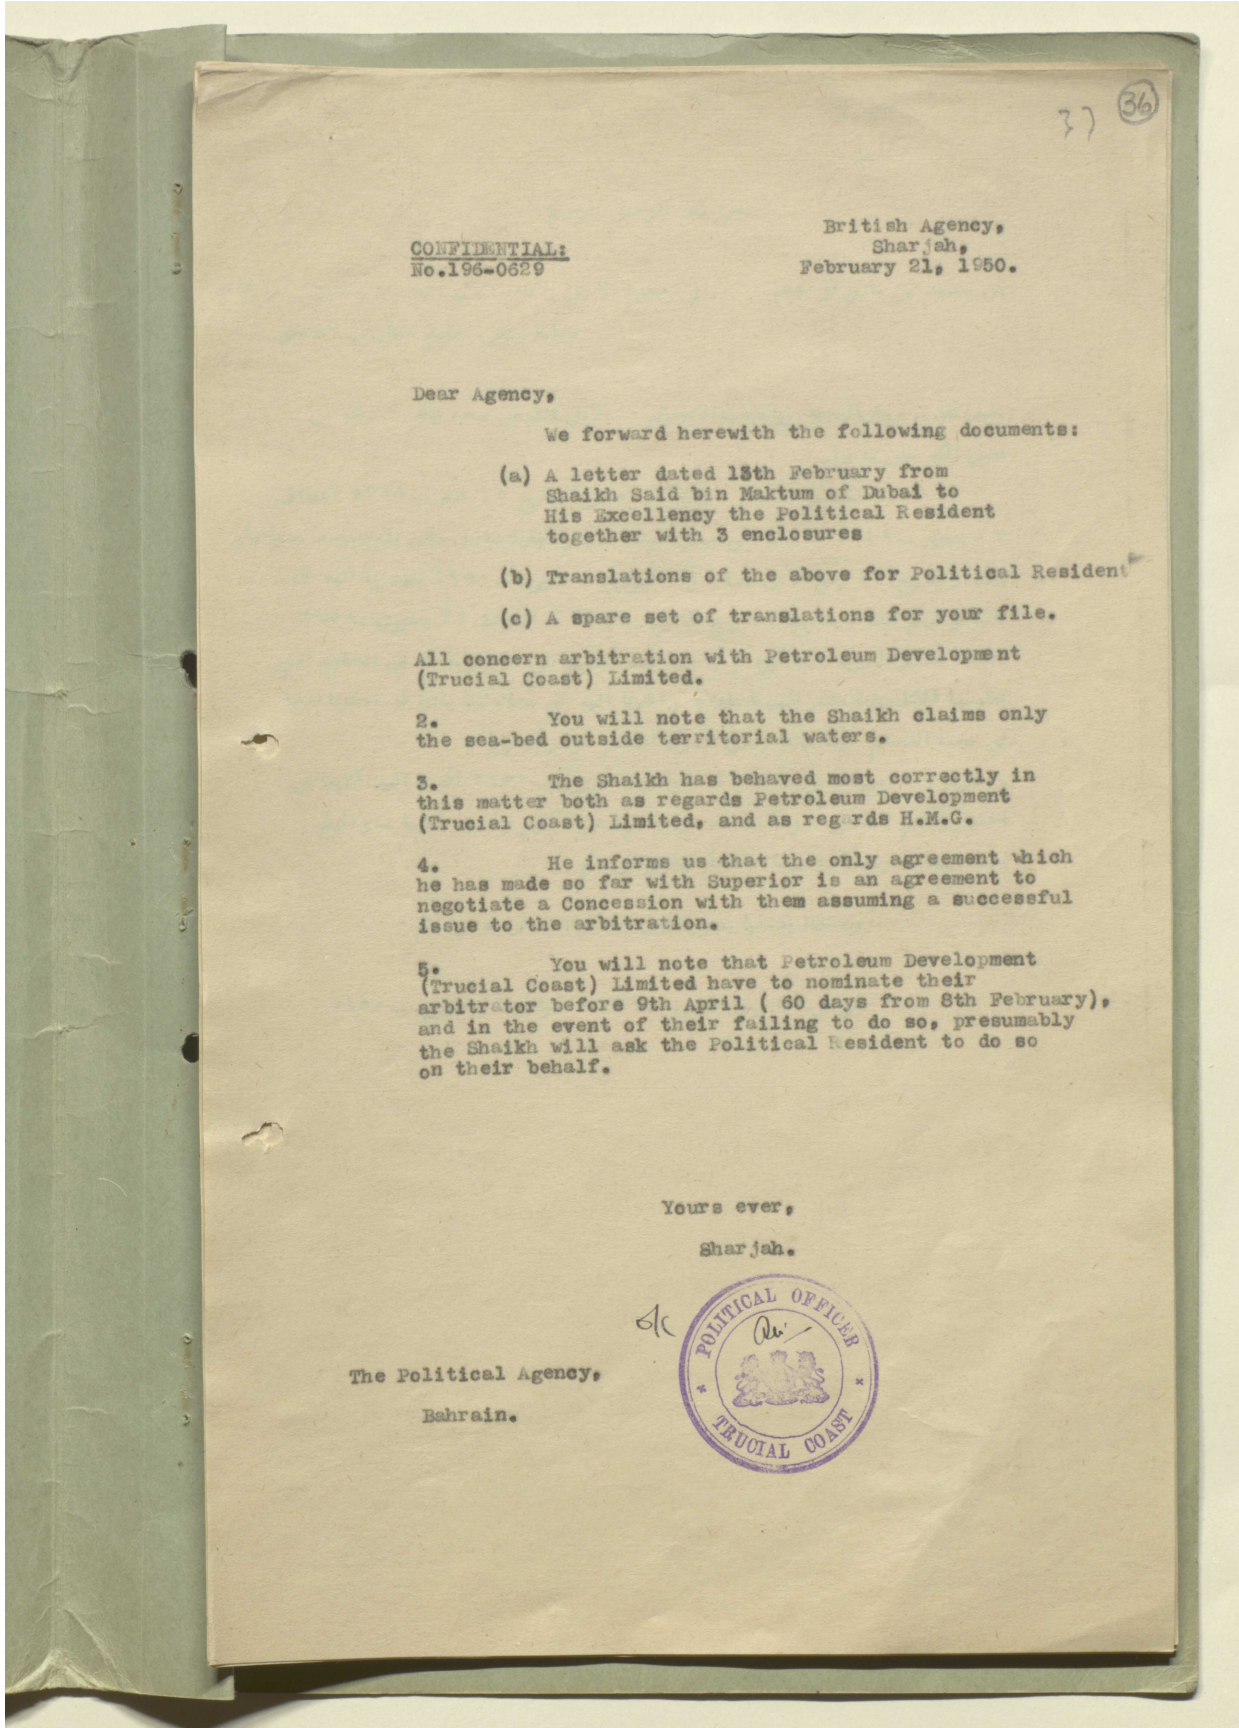 36
37
British Agency,
Sharjah,
February 21, 1950.
CONFIDENTIAL:
No.196-0629
Dear Agency,
We forward herewith the following documents:
(a) A letter dated 13th February from
Shaikh Said bin Maktum of Dubai to
His Excellency the Political Resident
together with 3 enclosures
(b) Translations of the above for Political Resident
(c) A spare set of translations for your file.
All concern arbitration with Petroleum Development
(Trucial Coast) Limited.
2. You will note that the Shaikh claims only
the sea-bed outside territorial waters.
3. The Shaikh has behaved most correctly in
this matter both as regards Petroleum Development
(Trucial Coast) Limited, and as regards H.M.G.
4. He informs us that the only agreement which
he has made so far with Superior is an agreement to
negotiate a Concession with them assuming a successful
issue to the arbitration.
5. You will note that Petroleum Development
(Trucial Coast) Limited have to nominate their
arbitrator before 9th April ( 60 days from 8th February),
and in the event of their failing to do so, presumably
the Shaikh will ask the Political Resident to do so
on their behalf.
Yours ever,
Sharjah.
POLITICAL OFFICER
TRUCIAL COAST
The Political Agency,
Bahrain.